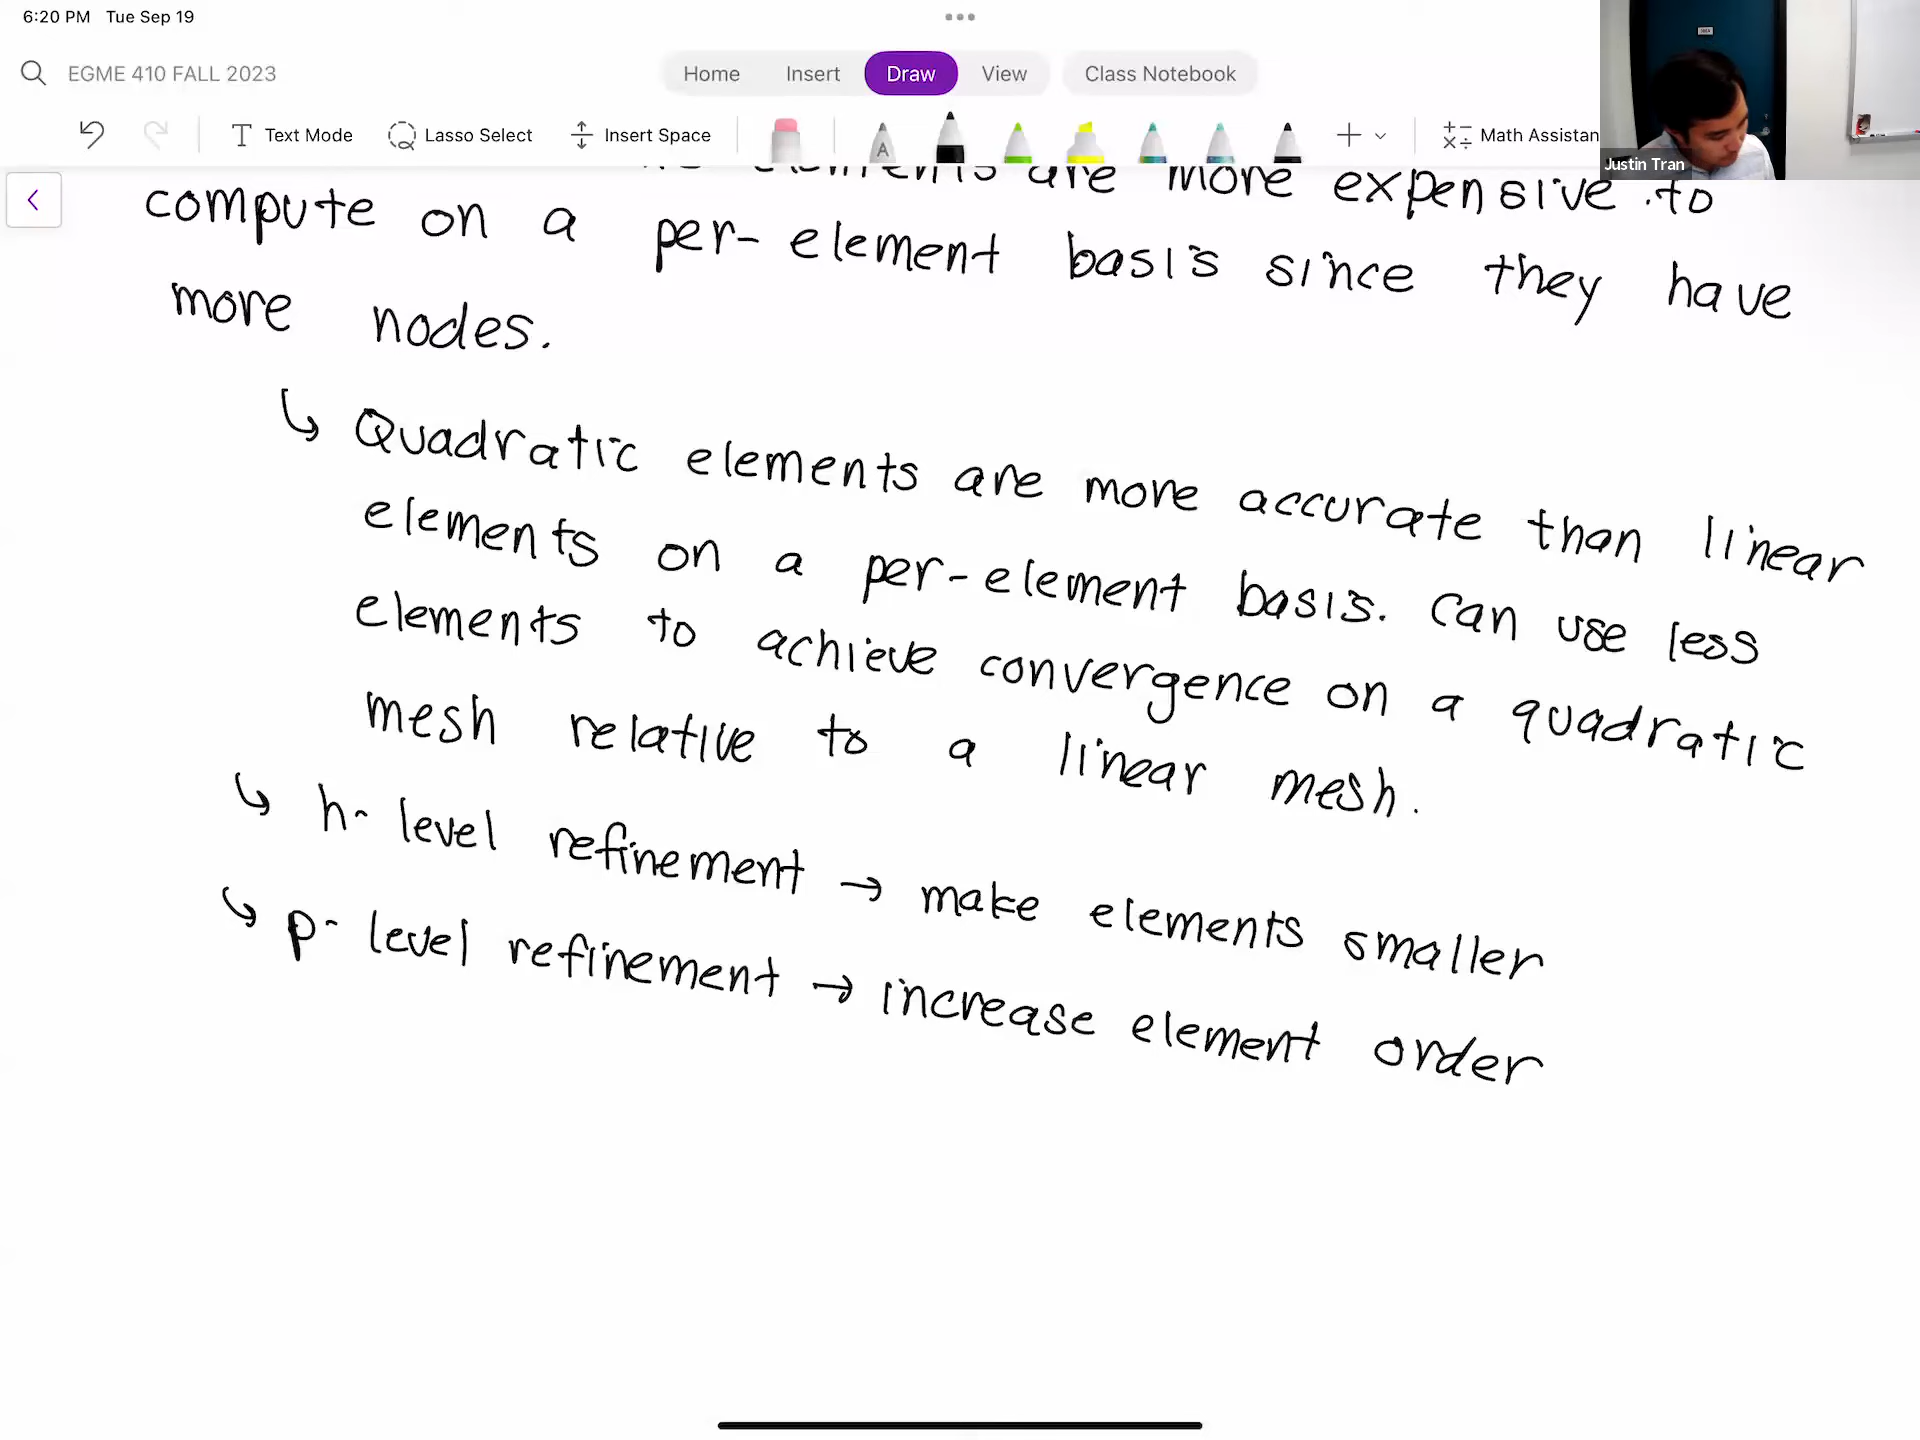 6:20 PM Tue Sep 19
EGME 410 FALL 2023
Home Insert Draw View Class Notebook
Text Mode Lasso Select Insert Space A Math Assistan
Justin Tran
elements are more expensive to
compute on a per-element basis since they have
more nodes.
↳ Quadratic elements are more accurate than linear
elements on a per-element basis. Can use less
elements to achieve convergence on a quadratic
mesh relative to a linear mesh.
↳ h-level refinement → make elements smaller
↳ p-level refinement → increase element order